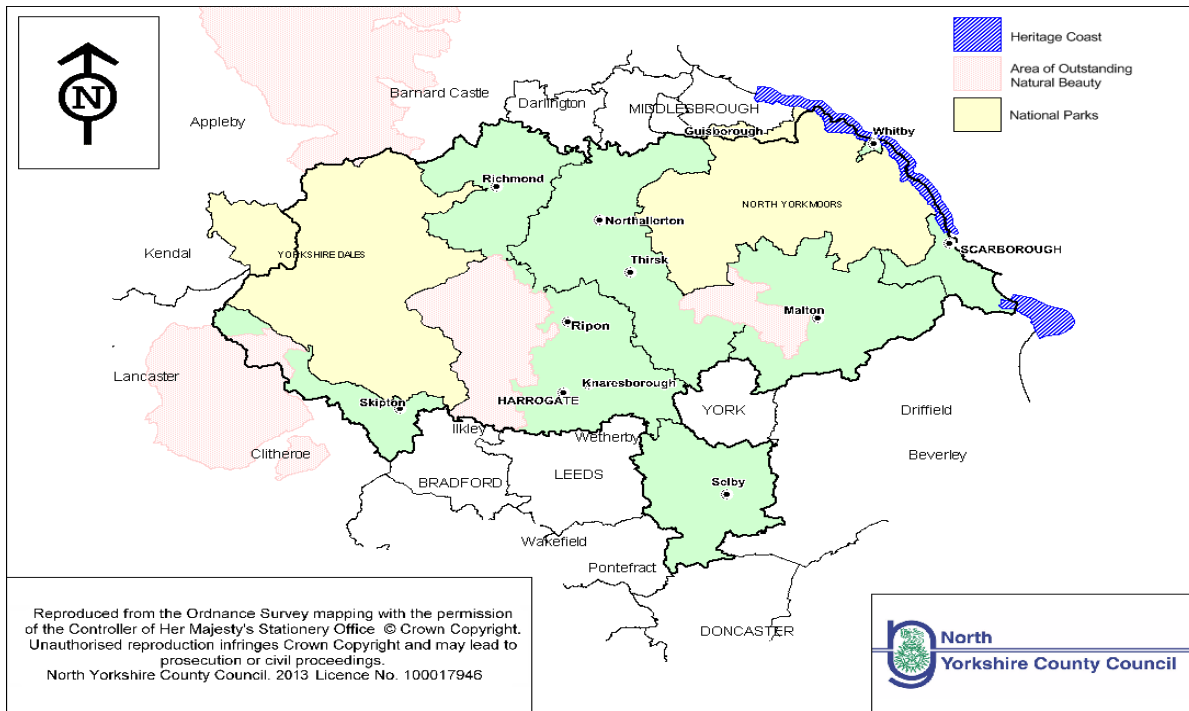 N
Heritage Coast
Area of Outstanding
Natural Beauty
National Parks
Barnard Castle
Darlington
MIDDLESBROUGH
Appleby
Guisborough
Whitby
Richmond
NORTH YORK MOORS
Northallerton
Kendal
YORKSHIRE DALES
SCARBOROUGH
Thirsk
Malton
Ripon
Lancaster
Knaresborough
HARROGATE
Skipton
YORK
Driffield
Ilkley
Wetherby
Clitheroe
Beverley
LEEDS
BRADFORD
Selby
Wakefield
Pontefract
DONCASTER
Reproduced from the Ordnance Survey mapping with the permission
of the Controller of Her Majesty's Stationery Office © Crown Copyright.
Unauthorised reproduction infringes Crown Copyright and may lead to
prosecution or civil proceedings.
North Yorkshire County Council. 2013 Licence No. 100017946
North
Yorkshire County Council